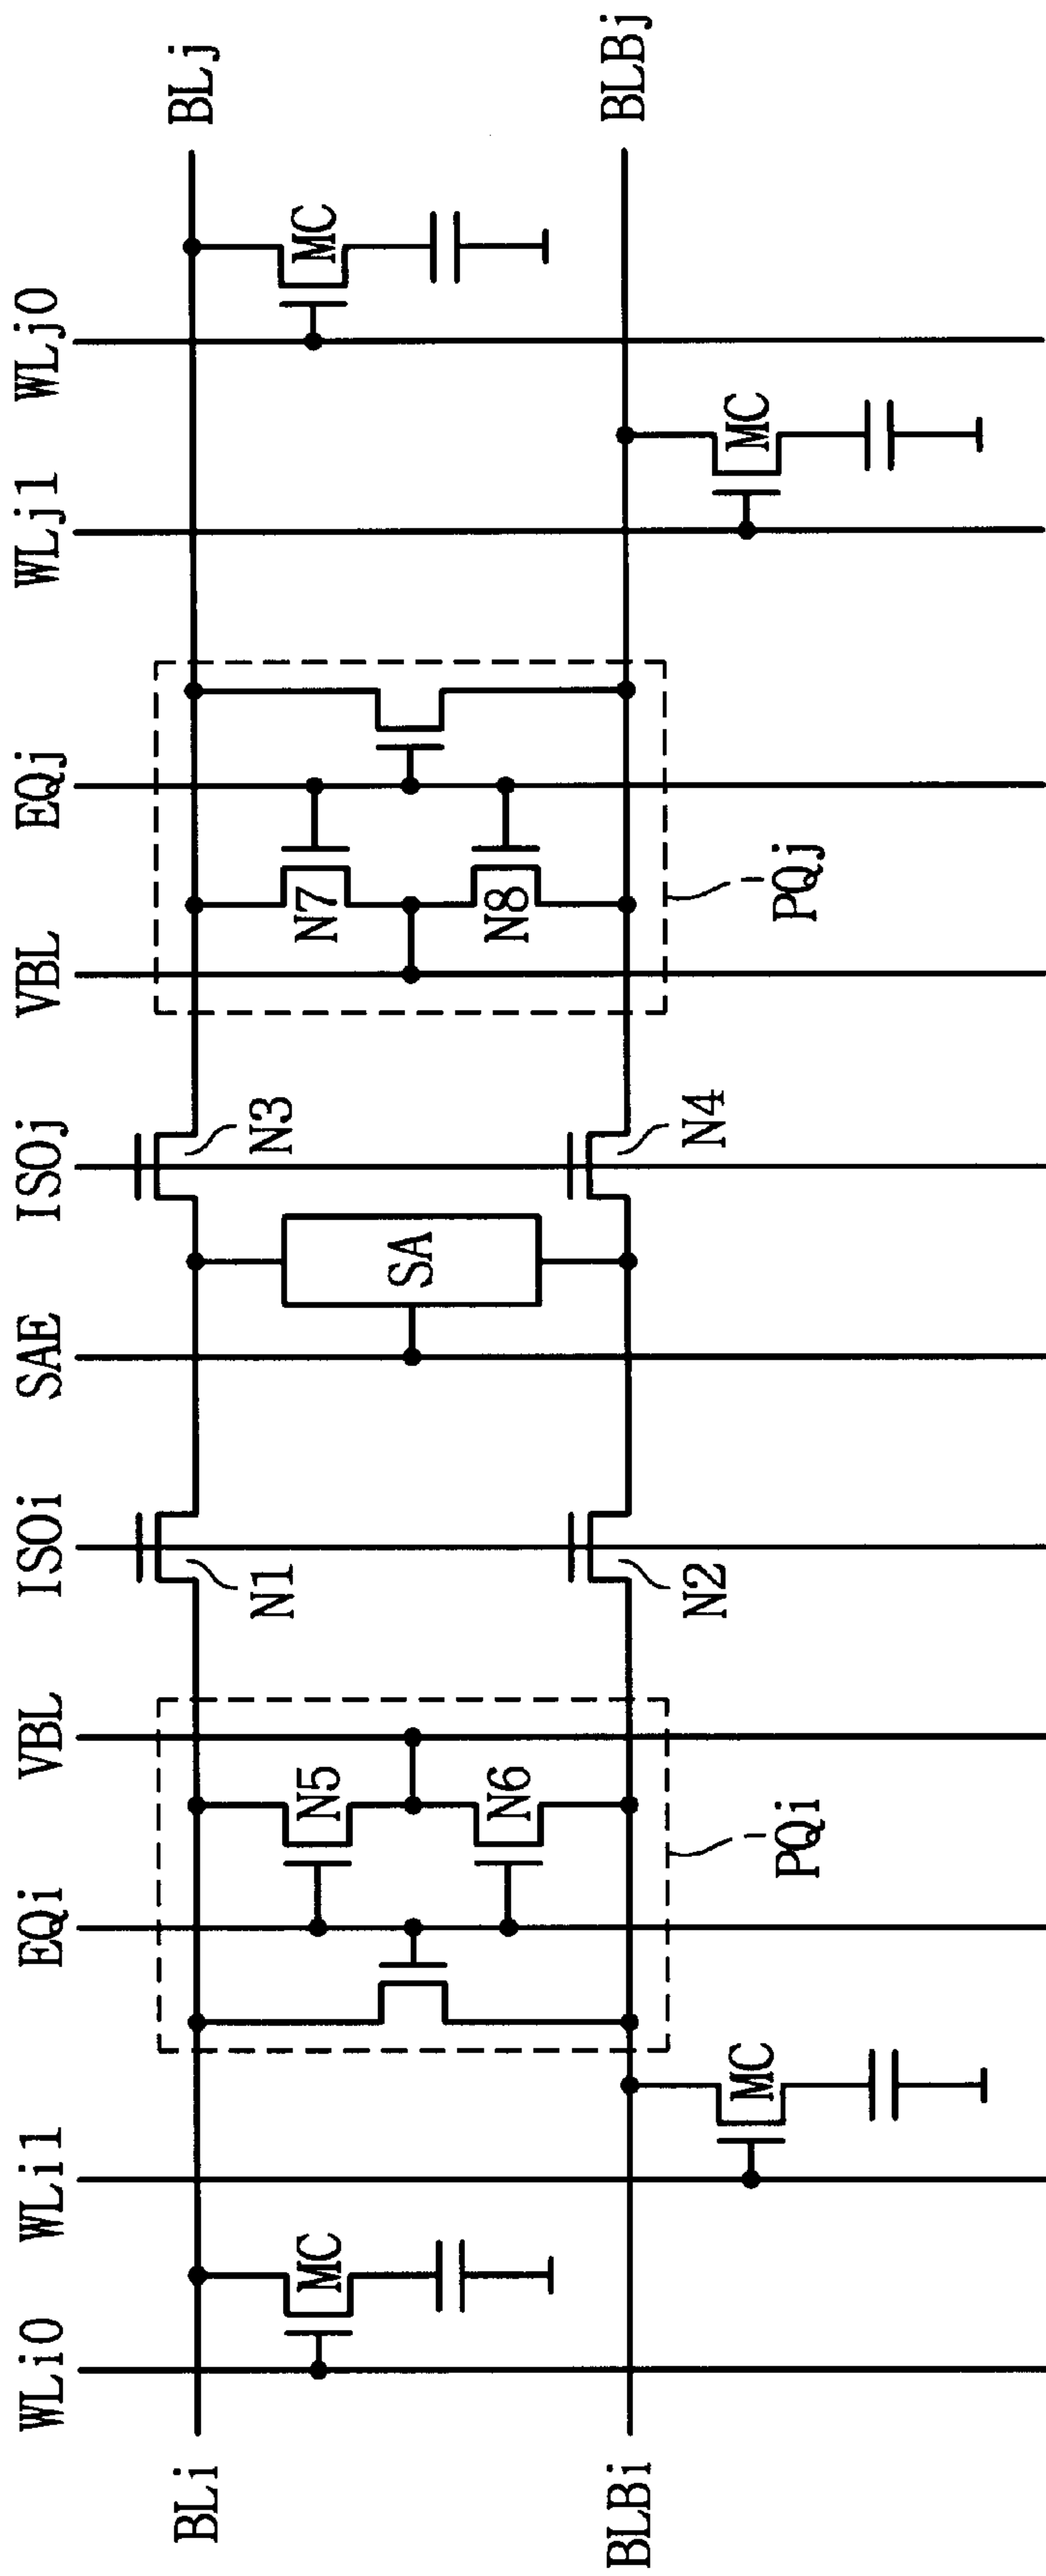 WLi0
WLi1
EQi
VBL
ISOi
SAE
ISOj
VBL
EQj
WLj1
WLj0
BLi
BLj
MC
N5
N1
SA
N3
N7
MC
N6
N8
BLBi
BLBj
MC
N2
N4
MC
PQi
PQj